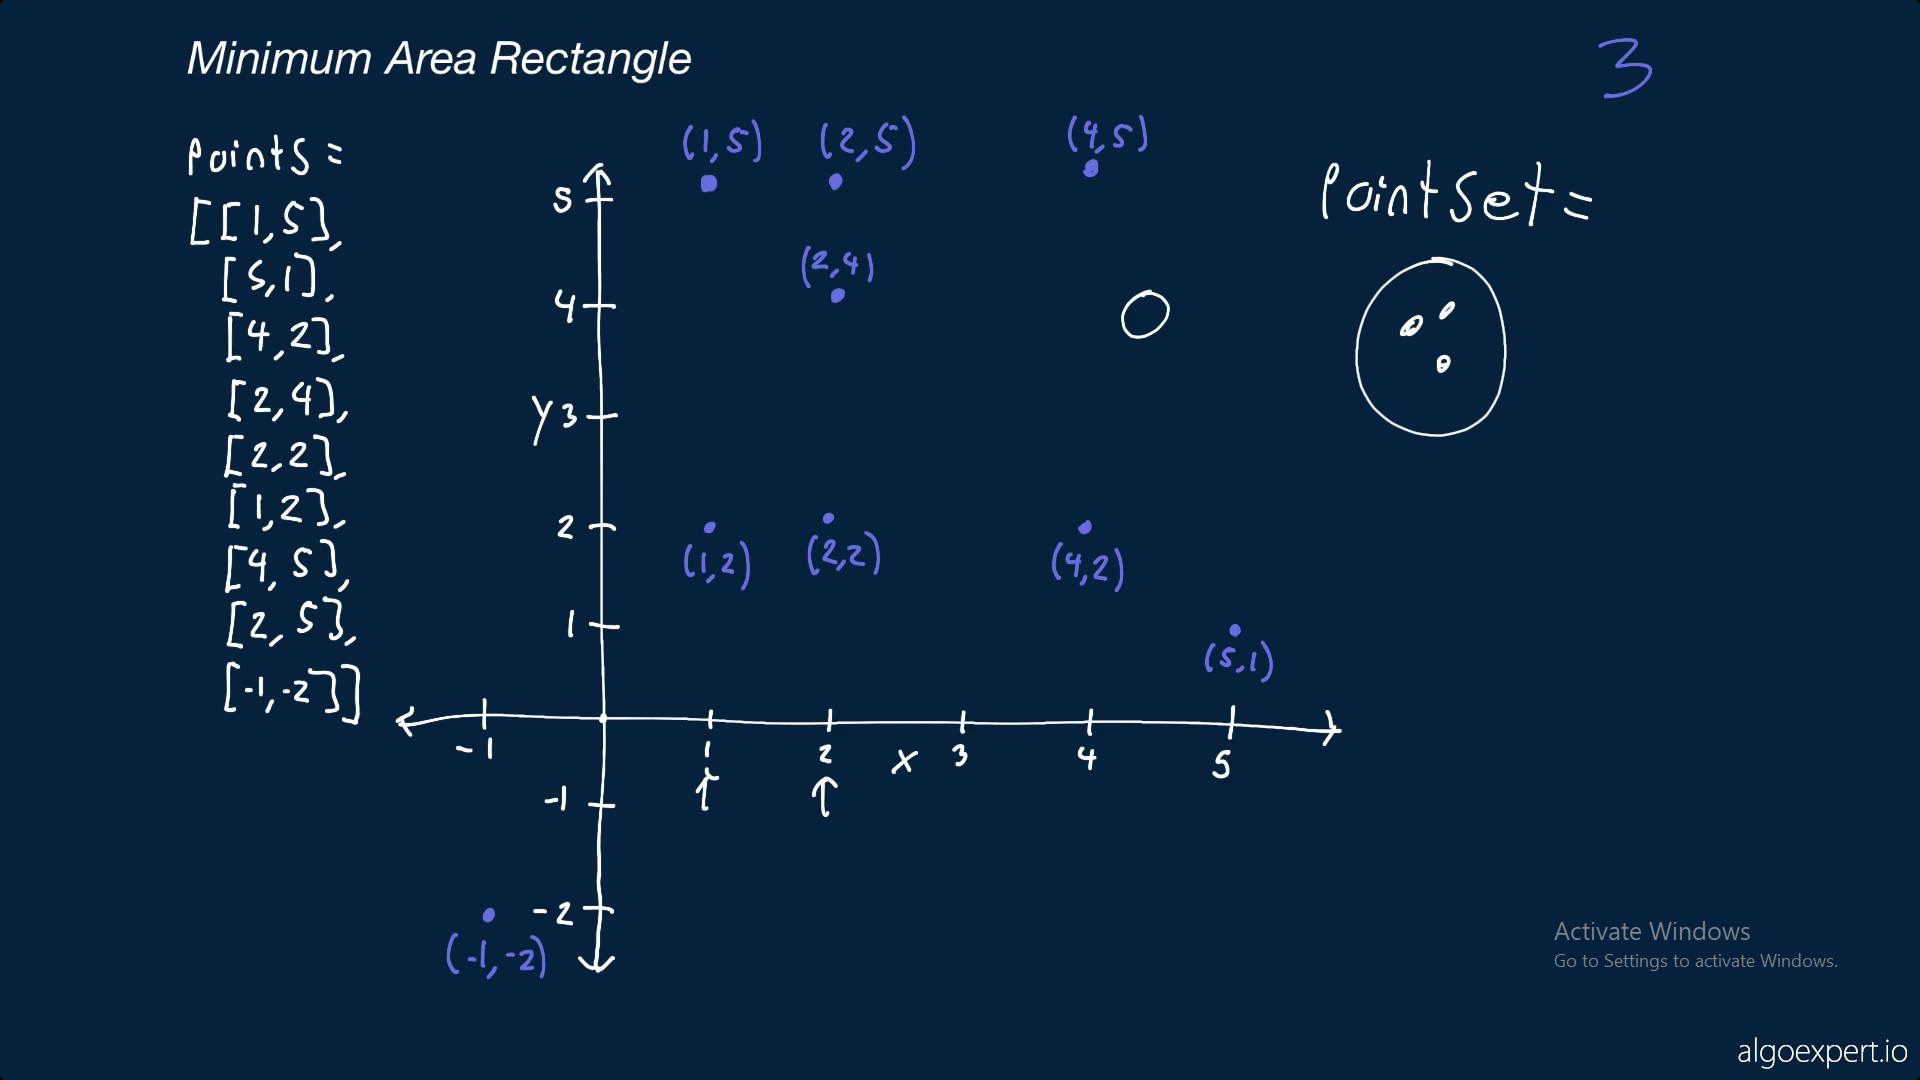 Minimum Area Rectangle
3
points =
[[1,5],
[5,1],
[4,2],
[2,4],
[2,2],
[1,2],
[4,5],
[2,5],
[-1,-2]]
(1,5) (2,5) (4,5)
(2,4)
(1,2) (2,2) (4,2)
(5,1)
(-1,-2)
5
4
y 3
2
1
-1
-2
-1 1 2 x 3 4 5
pointSet =
Activate Windows
Go to Settings to activate Windows.
algoexpert.io